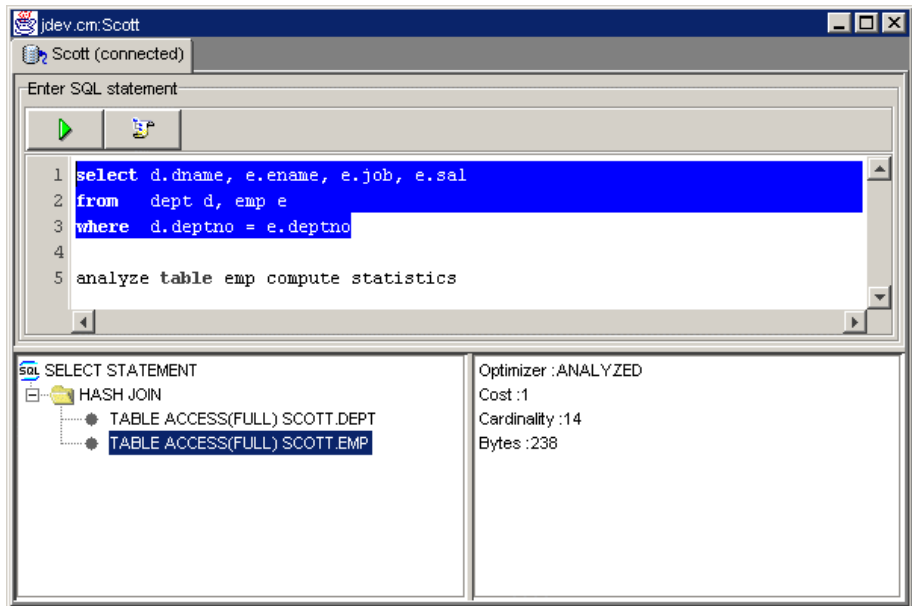 jdev.cm:Scott
Scott (connected)
Enter SQL statement
1 select d.dname, e.ename, e.job, e.sal
2 from dept d, emp e
3 where d.deptno = e.deptno
4
5 analyze table emp compute statistics
SQL SELECT STATEMENT
HASH JOIN
TABLE ACCESS(FULL) SCOTT.DEPT
TABLE ACCESS(FULL) SCOTT.EMP
Optimizer :ANALYZED
Cost :1
Cardinality :14
Bytes :238